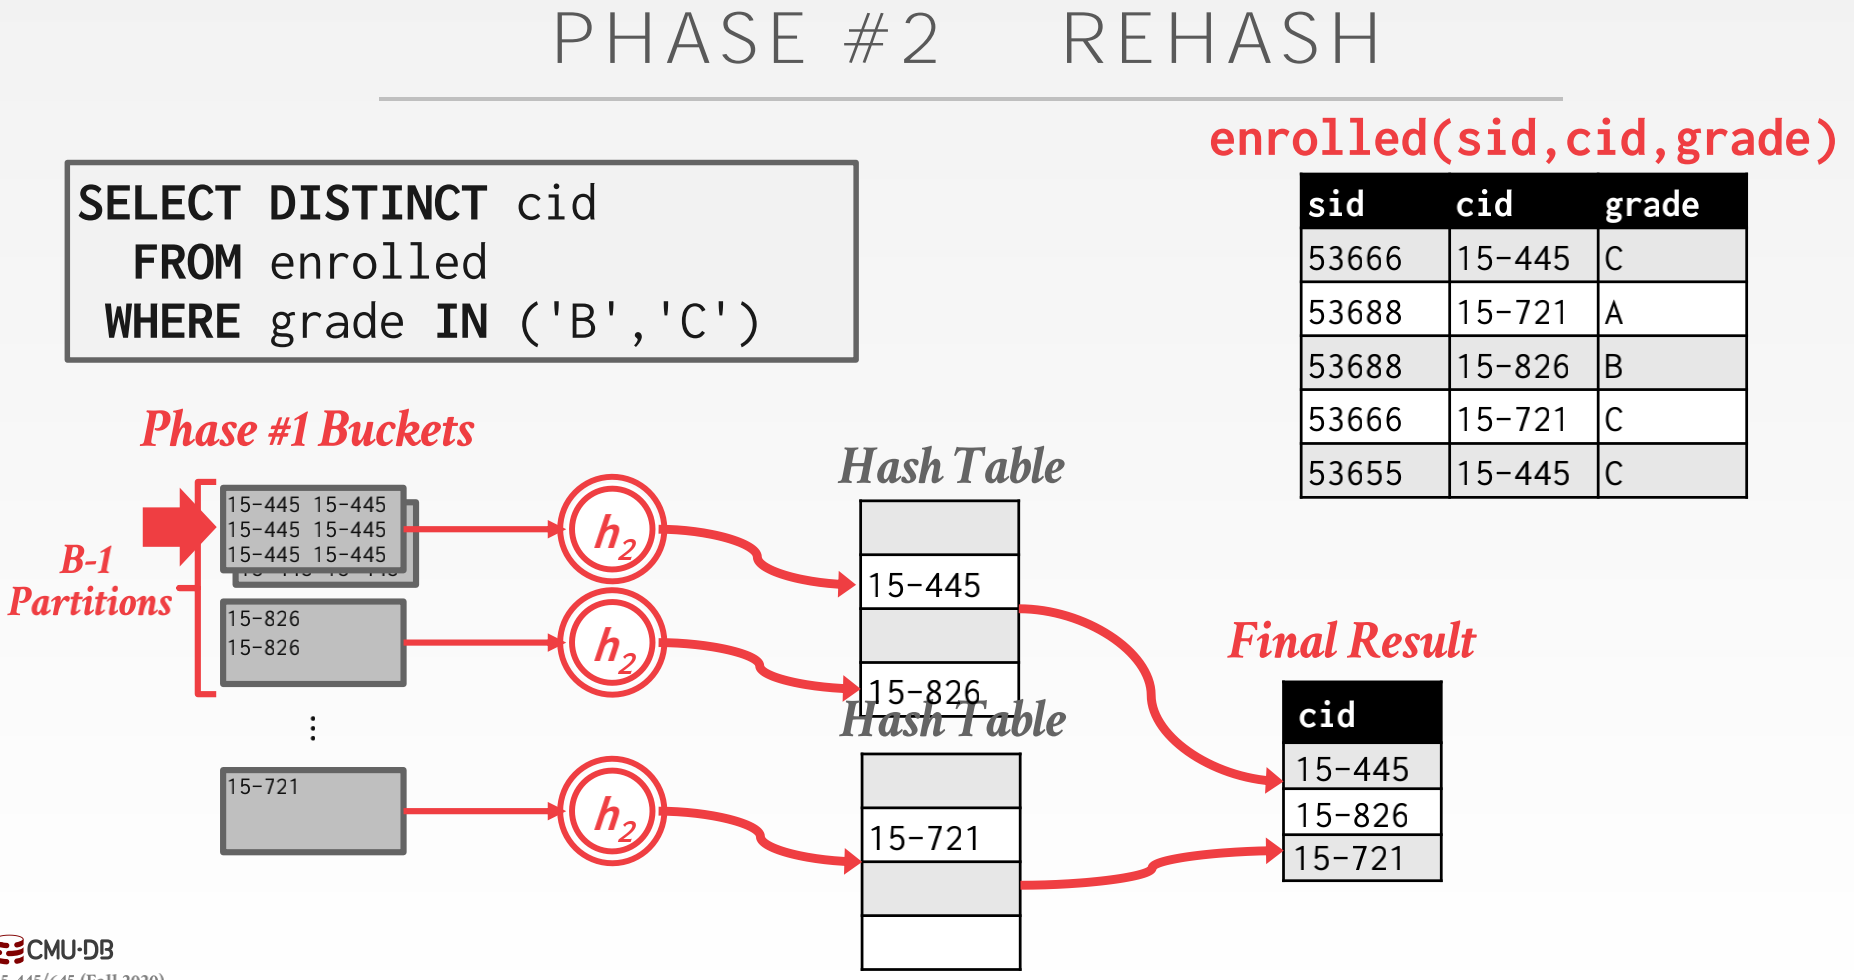 PHASE #2 REHASH
enrolled(sid,cid,grade)
SELECT DISTINCT cid
FROM enrolled
WHERE grade IN ('B','C')
sid cid grade
53666 15-445 C
53688 15-721 A
53688 15-826 B
53666 15-721 C
53655 15-445 C
Phase #1 Buckets
B-1
Partitions
15-445 15-445
15-445 15-445
15-445 15-445
15-826
15-826
⋮
15-721
h2
h2
h2
Hash Table
15-445
15-826
Hash Table
15-721
Final Result
cid
15-445
15-826
15-721
CMU·DB
5-445/645 (Fall 2020)